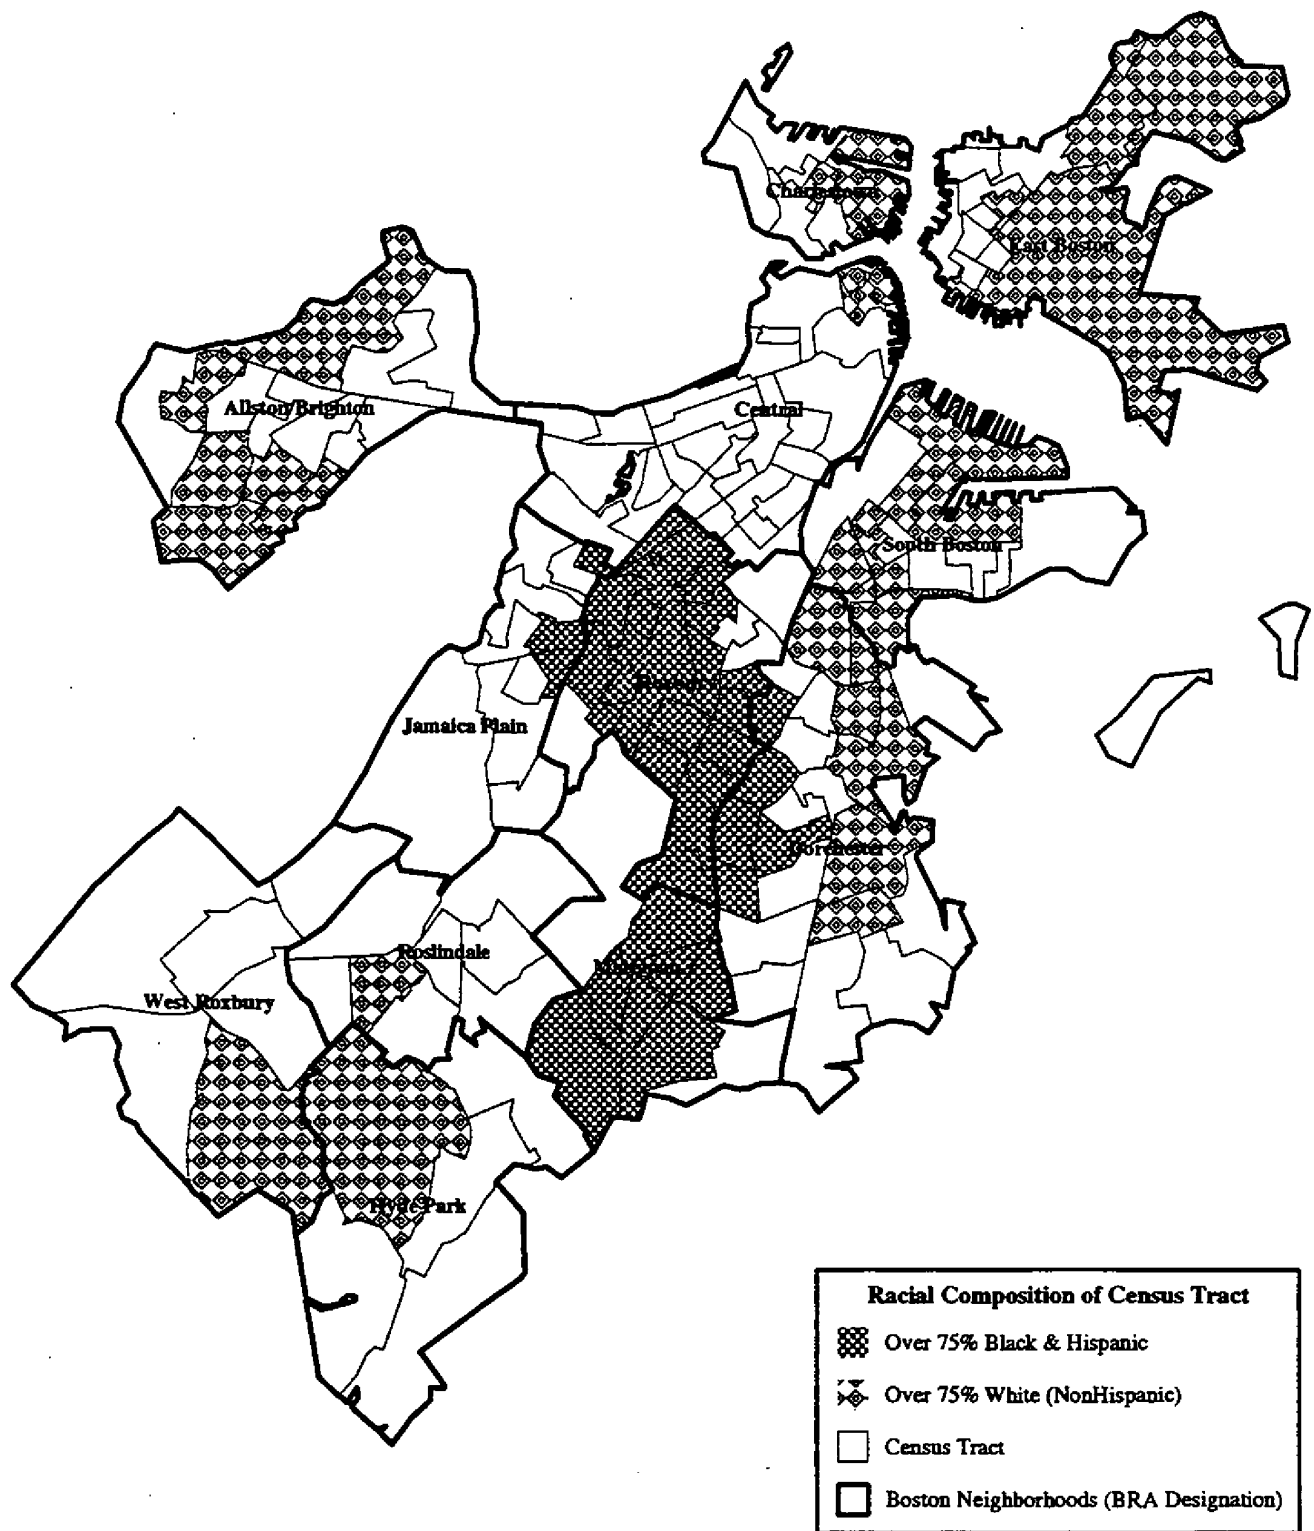 Charlestown
East Boston
Allston/Brighton
Central
South Boston
Jamaica Plain
Dorchester
Roslindale
West Roxbury
Hyde Park
Racial Composition of Census Tract
Over 75% Black & Hispanic
Over 75% White (NonHispanic)
Census Tract
Boston Neighborhoods (BRA Designation)